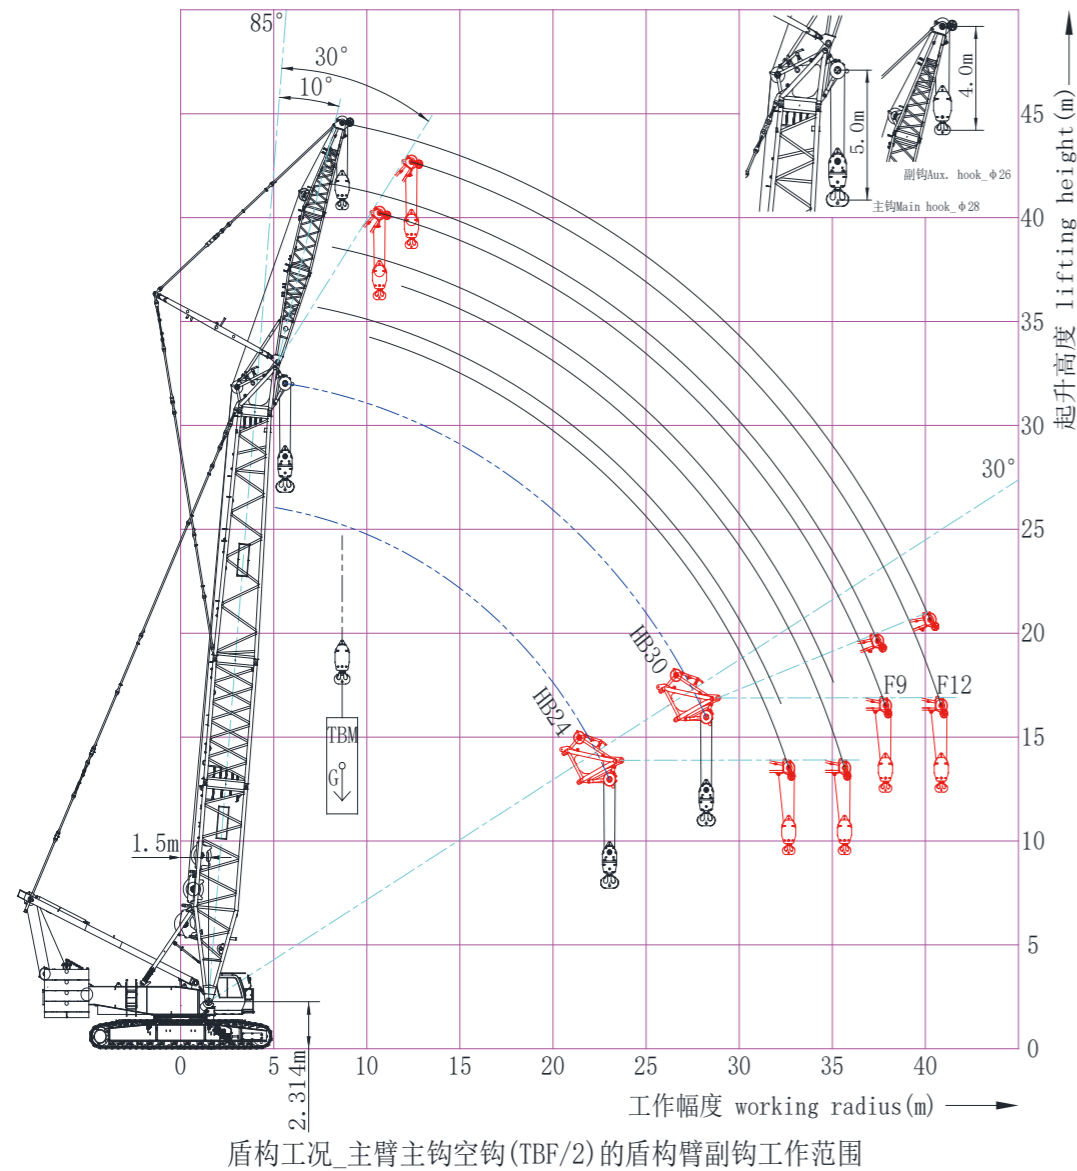 85°
30°
10°
5.0m
4.0m
副钩Aux. hook_φ26
主钩Main hook_φ28
起升高度 lifting height(m)
45
40
35
30
25
20
15
10
5
0
30°
HB30
HB24
F9
F12
TBM
G
1.5m
2.314m
0
5
10
15
20
25
30
35
40
工作幅度 working radius(m)
盾构工况_主臂主钩空钩(TBF/2)的盾构臂副钩工作范围